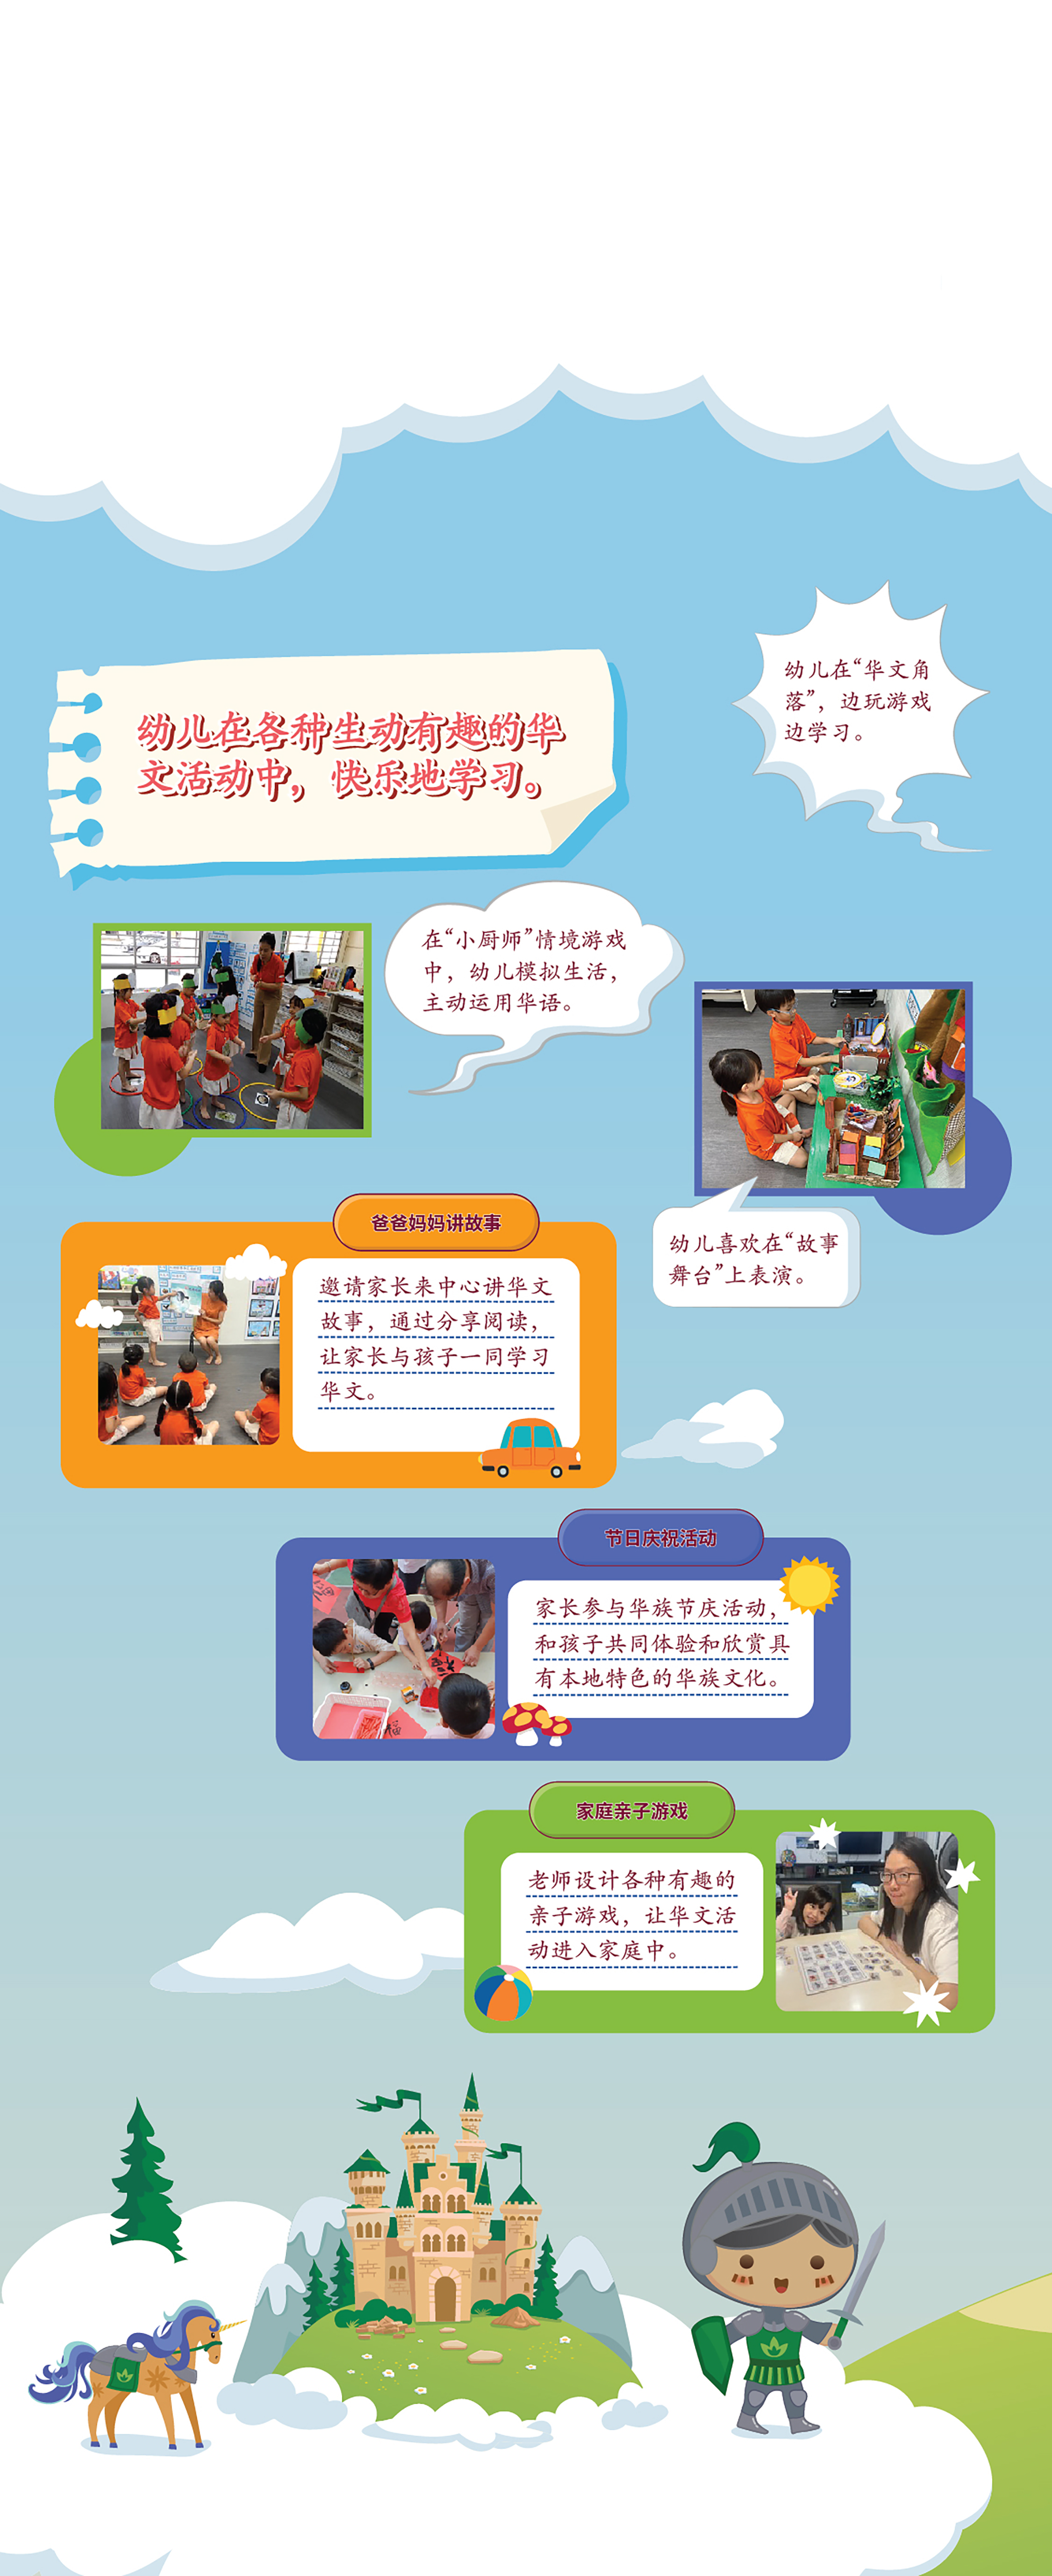 幼儿在“华文角
落”，边玩游戏
边学习。
幼儿在各种生动有趣的华
文活动中，快乐地学习。
在“小厨师”情境游戏
中，幼儿模拟生活，
主动运用华语。
幼儿喜欢在“故事
舞台”上表演。
爸爸妈妈讲故事
邀请家长来中心讲华文
故事，通过分享阅读，
让家长与孩子一同学习
华文。
节日庆祝活动
家长参与华族节庆活动，
和孩子共同体验和欣赏具
有本地特色的华族文化。
家庭亲子游戏
老师设计各种有趣的
亲子游戏，让华文活
动进入家庭中。